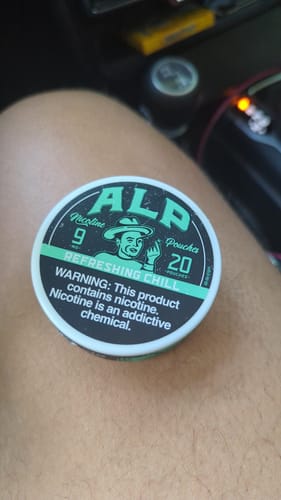 ALP
Nicotine Pouches
9 20
MG POUCHES
REFRESHING CHILL
WARNING: This product
contains nicotine.
Nicotine is an addictive
chemical.